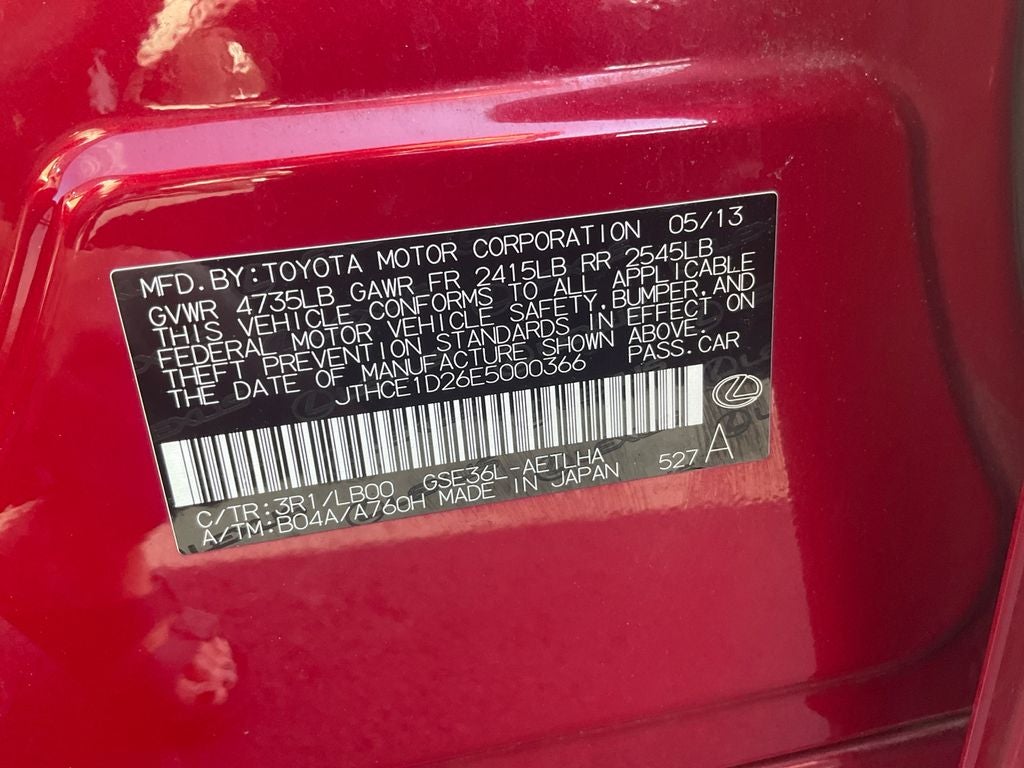 MFD.BY:TOYOTA MOTOR CORPORATION 05/13
GVWR 4735LB GAWR FR 2415LB RR 2545LB
THIS VEHICLE CONFORMS TO ALL APPLICABLE
FEDERAL MOTOR VEHICLE SAFETY,BUMPER,AND
THEFT PREVENTION STANDARDS IN EFFECT ON
THE DATE OF MANUFACTURE SHOWN ABOVE.
JTHCE1D26E5000366 PASS.CAR
C/TR:3R1/LB00 GSE36L-AETLHA 527 A
A/TM:B04A/A760H MADE IN JAPAN